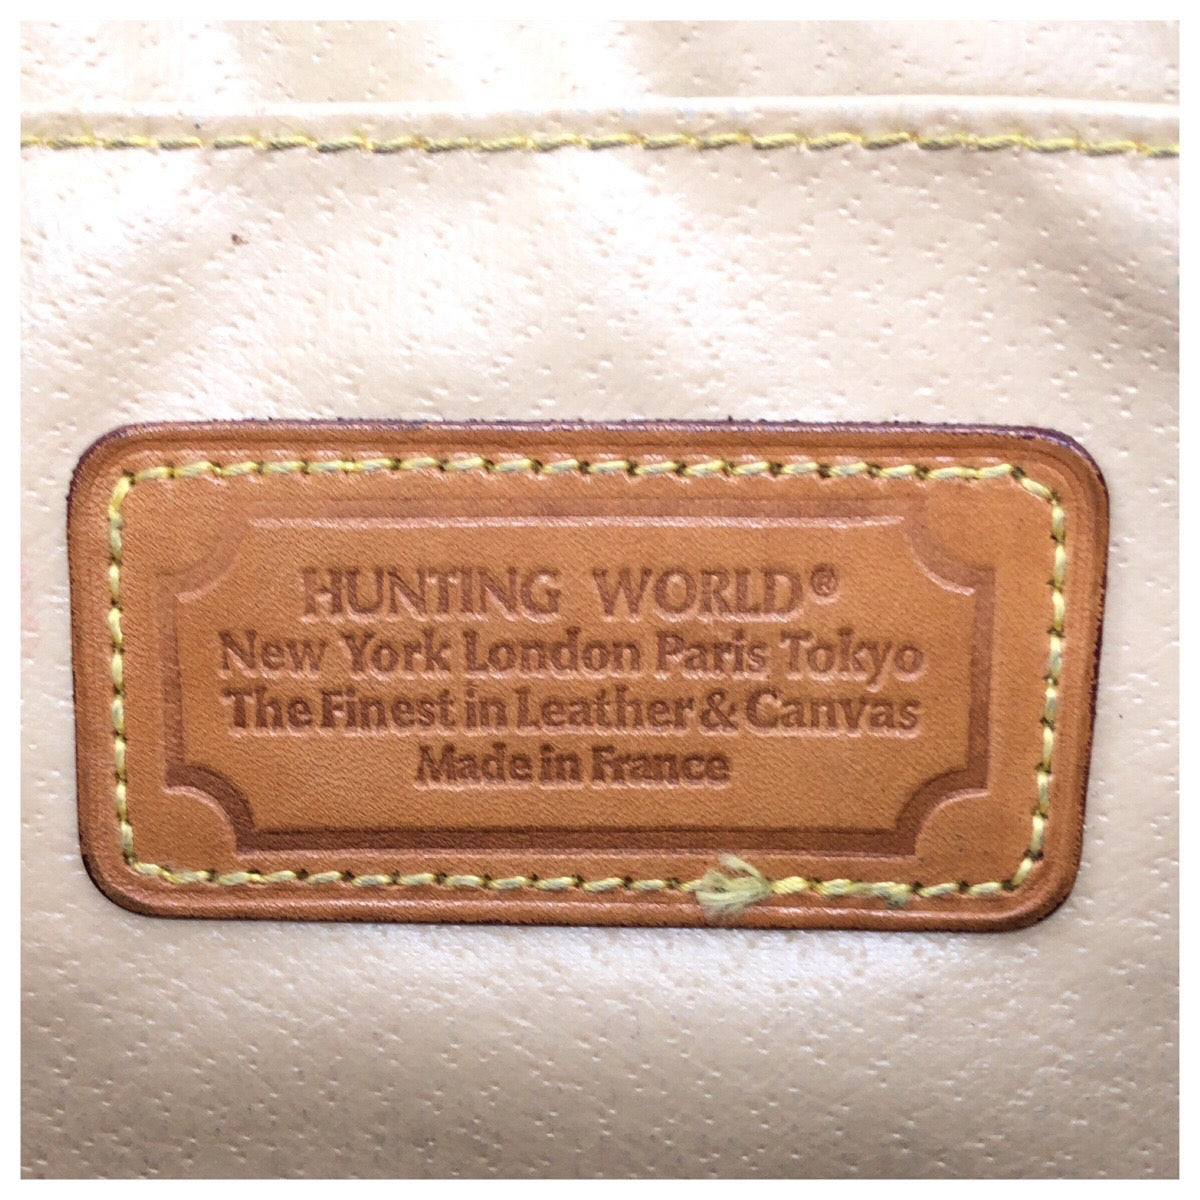 HUNTING WORLD®
New York London Paris Tokyo
The Finest in Leather & Canvas
Made in France